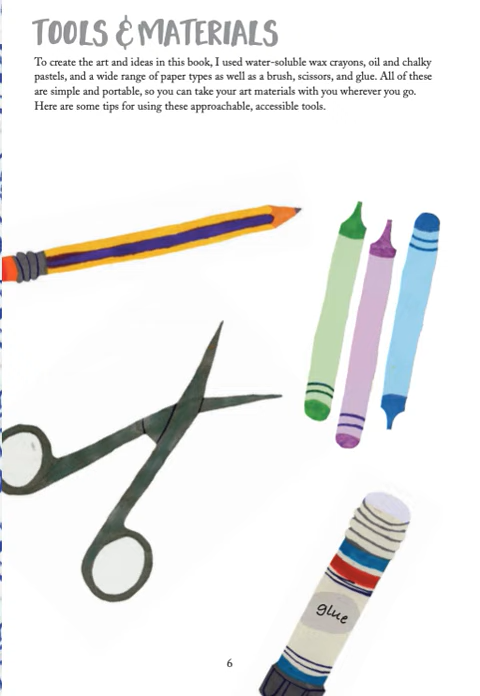 TOOLS & MATERIALS
To create the art and ideas in this book, I used water-soluble wax crayons, oil and chalky
pastels, and a wide range of paper types as well as a brush, scissors, and glue. All of these
are simple and portable, so you can take your art materials with you wherever you go.
Here are some tips for using these approachable, accessible tools.
glue
6